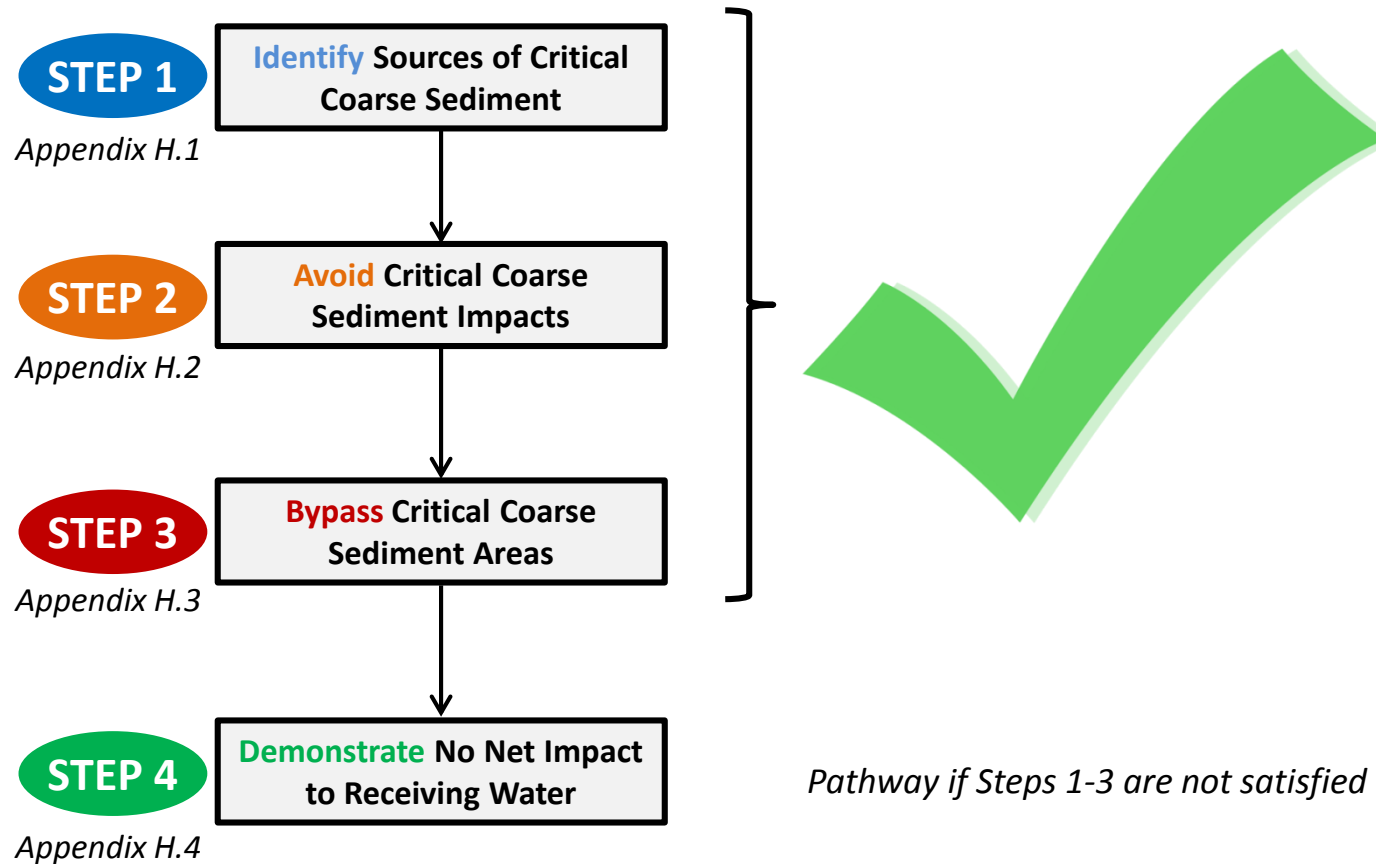 STEP 1
Identify Sources of Critical
Coarse Sediment
Appendix H.1
STEP 2
Avoid Critical Coarse
Sediment Impacts
Appendix H.2
STEP 3
Bypass Critical Coarse
Sediment Areas
Appendix H.3
STEP 4
Demonstrate No Net Impact
to Receiving Water
Pathway if Steps 1-3 are not satisfied
Appendix H.4